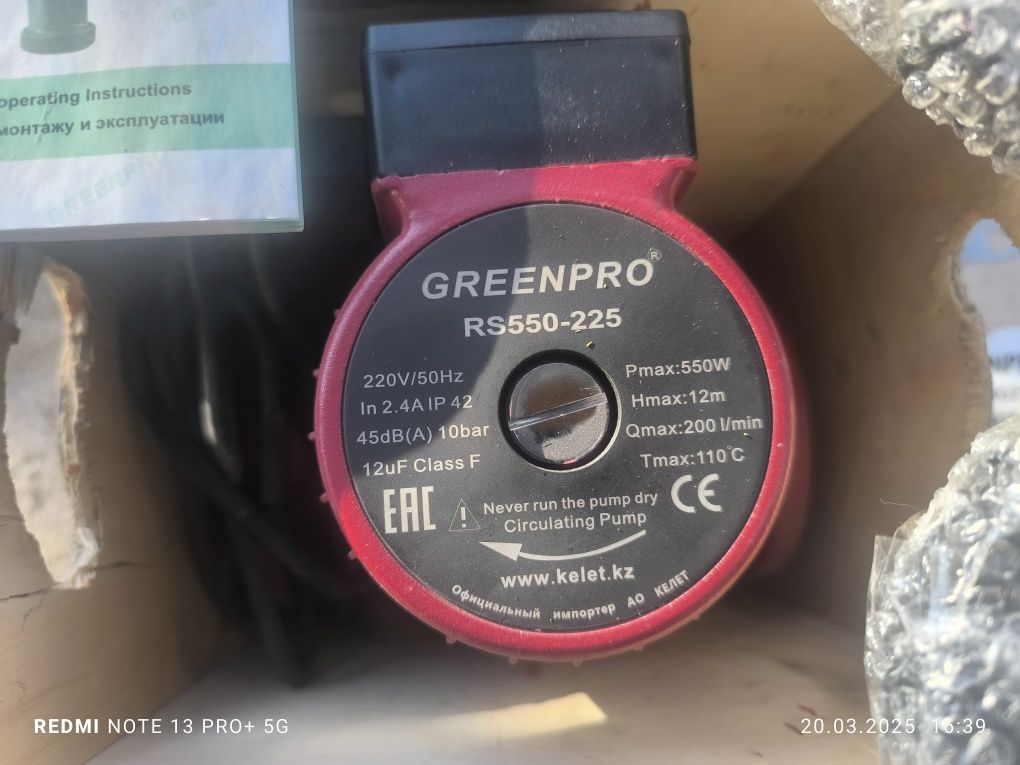 operating Instructions
монтажу и эксплуатации
GREENPRO
GREENPRO®
RS550-225
220V/50Hz
In 2.4A IP 42
45dB(A) 10bar
12uF Class F
Pmax:550W
Hmax:12m
Qmax:200 l/min
Tmax:110°C
EAC
Never run the pump dry
CE
Circulating Pump
www.kelet.kz
Официальный импортер АО КЕЛЕТ
REDMI NOTE 13 PRO+ 5G
20.03.2025 16:39